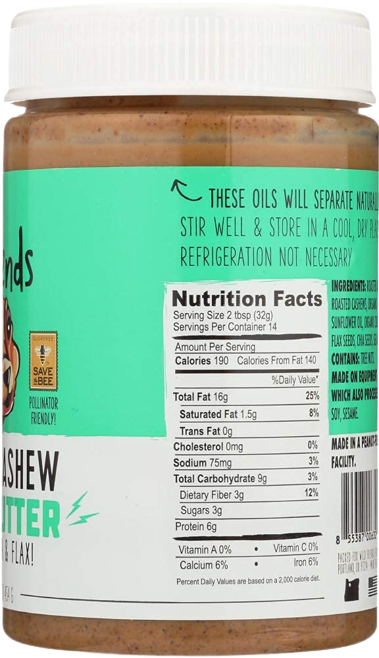 THESE OILS WILL SEPARATE
STIR WELL & STORE IN A COOL, DRY
REFRIGERATION NOT NECESSARY
SAVE
the
BEE
POLLINATOR
FRIENDLY!
& FLAX!
Nutrition Facts
Serving Size 2 tbsp (32g)
Servings Per Container 14
Amount Per Serving
Calories 190 Calories From Fat 140
%Daily Value*
Total Fat 16g 25%
Saturated Fat 1.5g 8%
Trans Fat 0g
Cholesterol 0mg 0%
Sodium 75mg 3%
Total Carbohydrate 9g 3%
Dietary Fiber 3g 12%
Sugars 3g
Protein 6g
Vitamin A 0% • Vitamin C 0%
Calcium 6% • Iron 6%
Percent Daily Values are based on a 2,000 calorie diet.
INGREDIENTS:
ROASTED CASHEWS,
SUNFLOWER OIL, ORGANIC
FLAX SEEDS, CHIA SEEDS,
CONTAINS: TREE NUTS.
MADE ON EQUIPMENT
WHICH ALSO PROCESSES
SOY, SESAME.
MADE IN A
FACILITY.